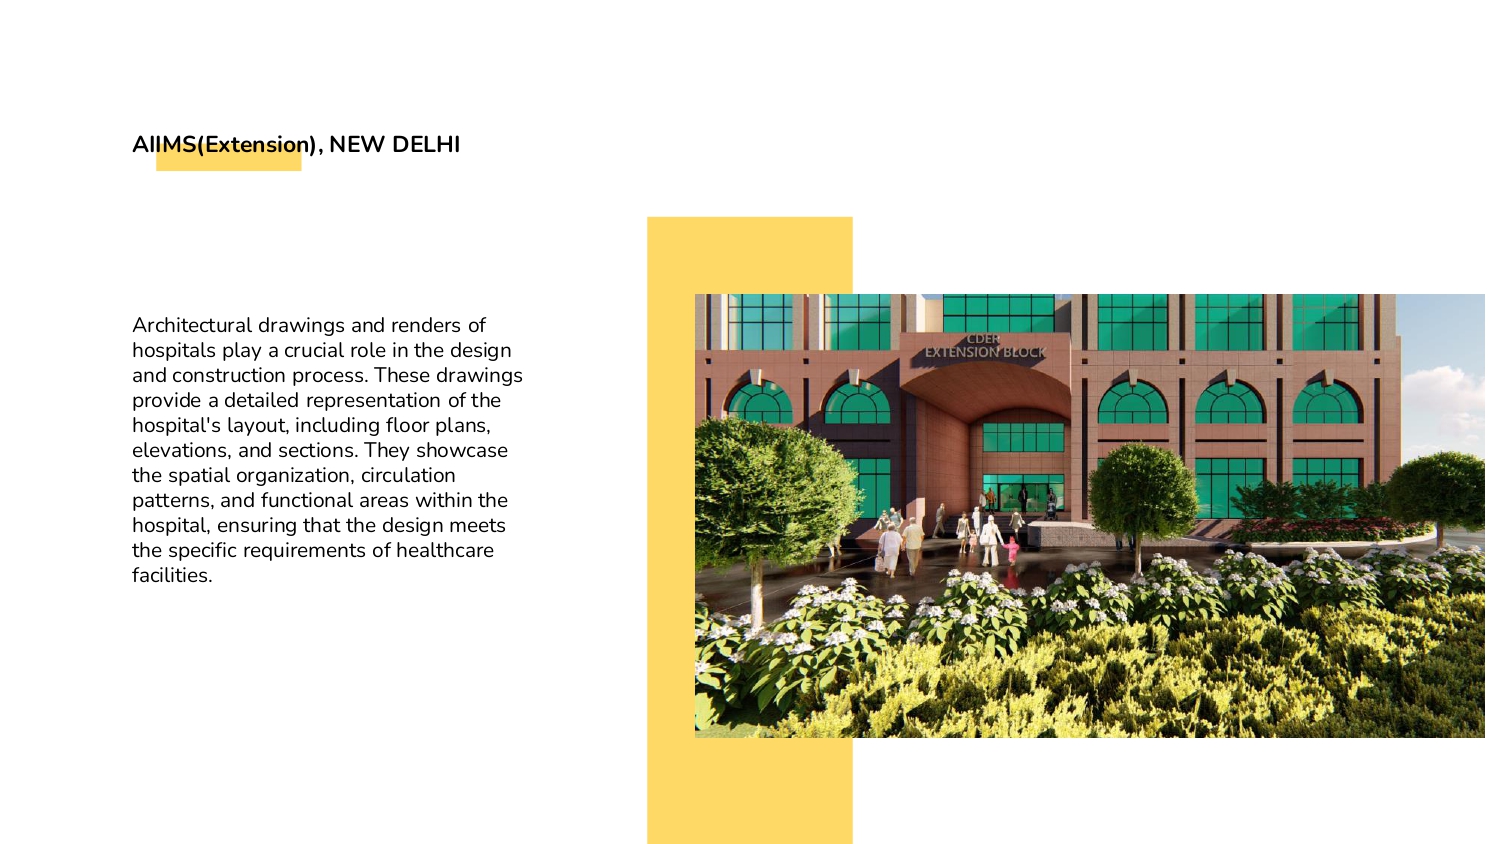 AIIMS(Extension), NEW DELHI
Architectural drawings and renders of
hospitals play a crucial role in the design
and construction process. These drawings
provide a detailed representation of the
hospital's layout, including floor plans,
elevations, and sections. They showcase
the spatial organization, circulation
patterns, and functional areas within the
hospital, ensuring that the design meets
the specific requirements of healthcare
facilities.
CDER
EXTENSION BLOCK